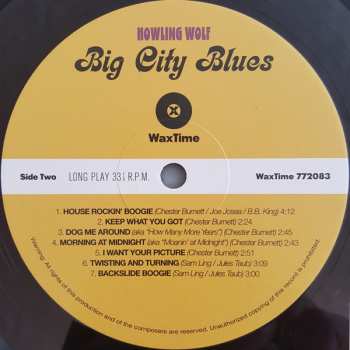 HOWLING WOLF
Big City Blues
WaxTime
Side Two
LONG PLAY 33⅓ R.P.M.
WaxTime 772083
1. HOUSE ROCKIN' BOOGIE (Chester Burnett / Joe Josea / B.B. King) 4:12
2. KEEP WHAT YOU GOT (Chester Burnett) 2:24
3. DOG ME AROUND (aka "How Many More Years") (Chester Burnett) 2:45
4. MORNING AT MIDNIGHT (aka "Moanin' at Midnight") (Chester Burnett) 2:45
5. I WANT YOUR PICTURE (Chester Burnett) 2:51
6. TWISTING AND TURNING (Sam Ling / Jules Taub) 3:09
7. BACKSLIDE BOOGIE (Sam Ling / Jules Taub) 3:00
Warning: All rights of this production and of the composers are reserved. Unauthorized copying of this record is prohibited.